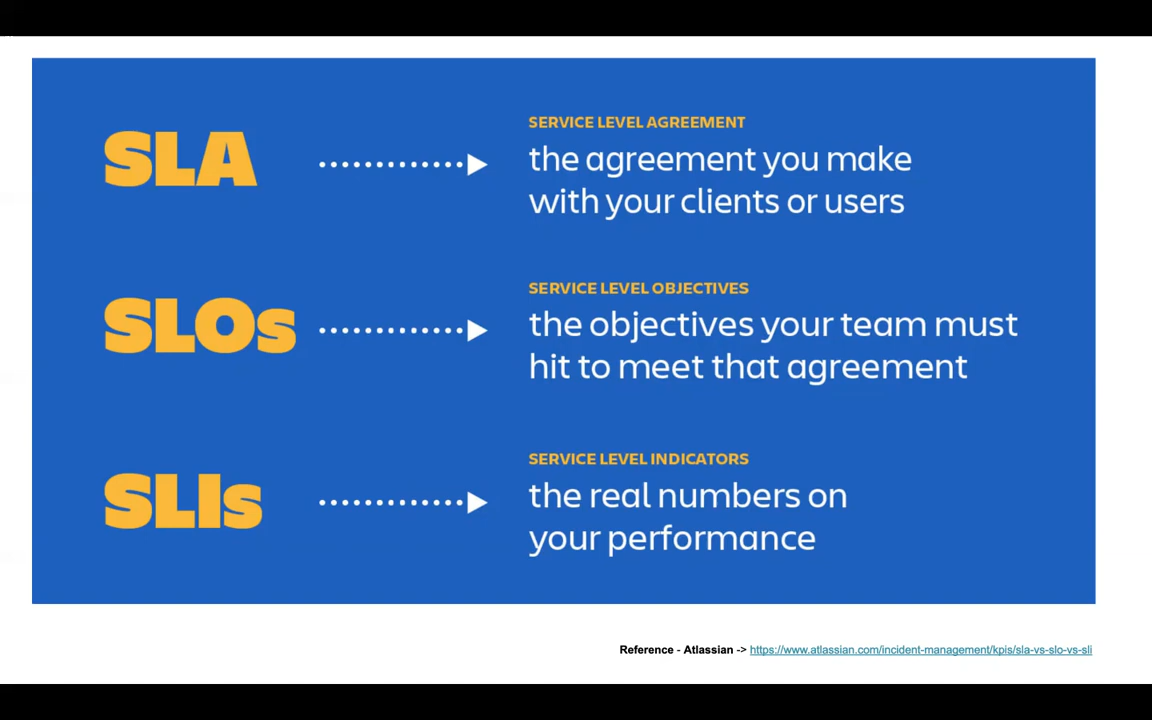 SLA
SERVICE LEVEL AGREEMENT
the agreement you make
with your clients or users
SLOs
SERVICE LEVEL OBJECTIVES
the objectives your team must
hit to meet that agreement
SLIs
SERVICE LEVEL INDICATORS
the real numbers on
your performance
Reference - Atlassian -> https://www.atlassian.com/incident-management/kpis/sla-vs-slo-vs-sli